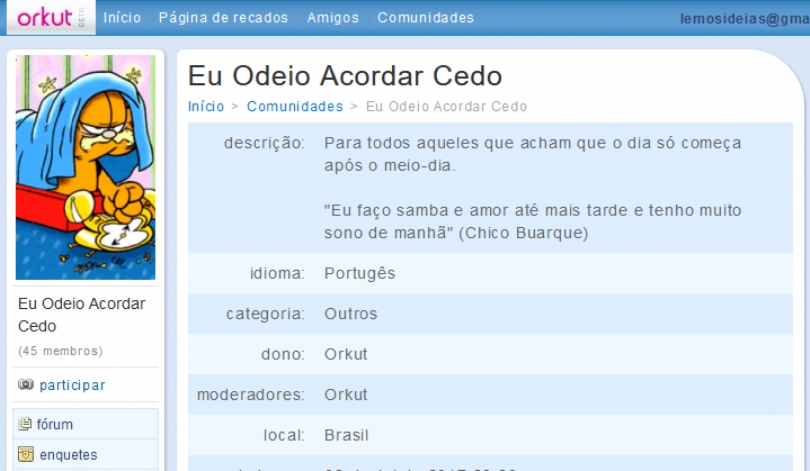 orkut BETA
Início Página de recados Amigos Comunidades lemosideias@gma
Eu Odeio Acordar Cedo
Início > Comunidades > Eu Odeio Acordar Cedo
descrição: Para todos aqueles que acham que o dia só começa
após o meio-dia.
"Eu faço samba e amor até mais tarde e tenho muito
sono de manhã" (Chico Buarque)
idioma: Portugês
categoria: Outros
dono: Orkut
moderadores: Orkut
local: Brasil
Eu Odeio Acordar
Cedo
(45 membros)
participar
fórum
enquetes